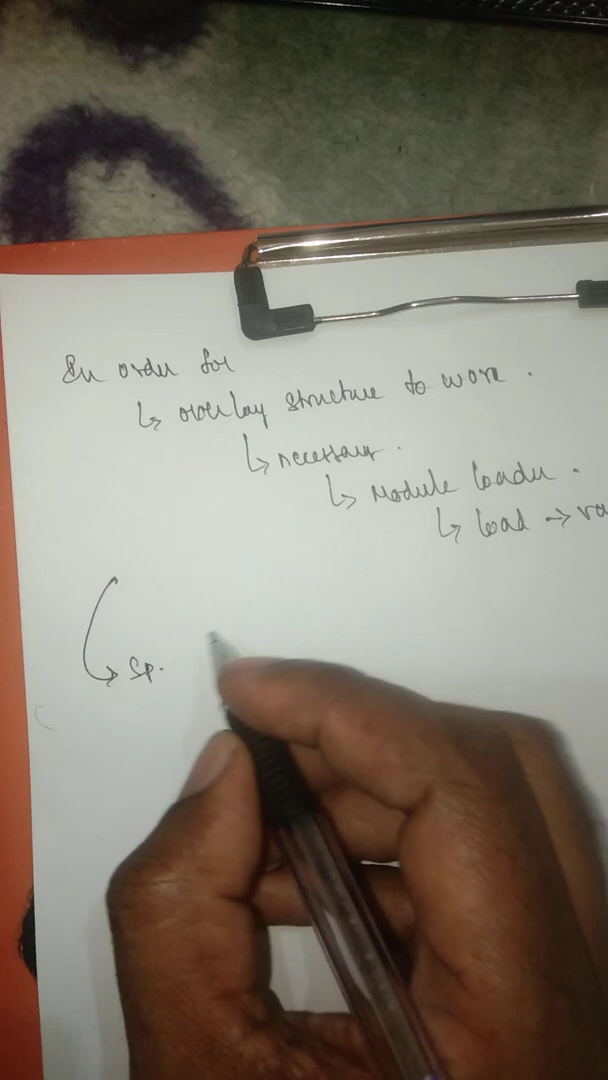 In order for
↳ overlay structure to work.
↳ necessary.
↳ Module loader.
↳ load →
↳ Sp.